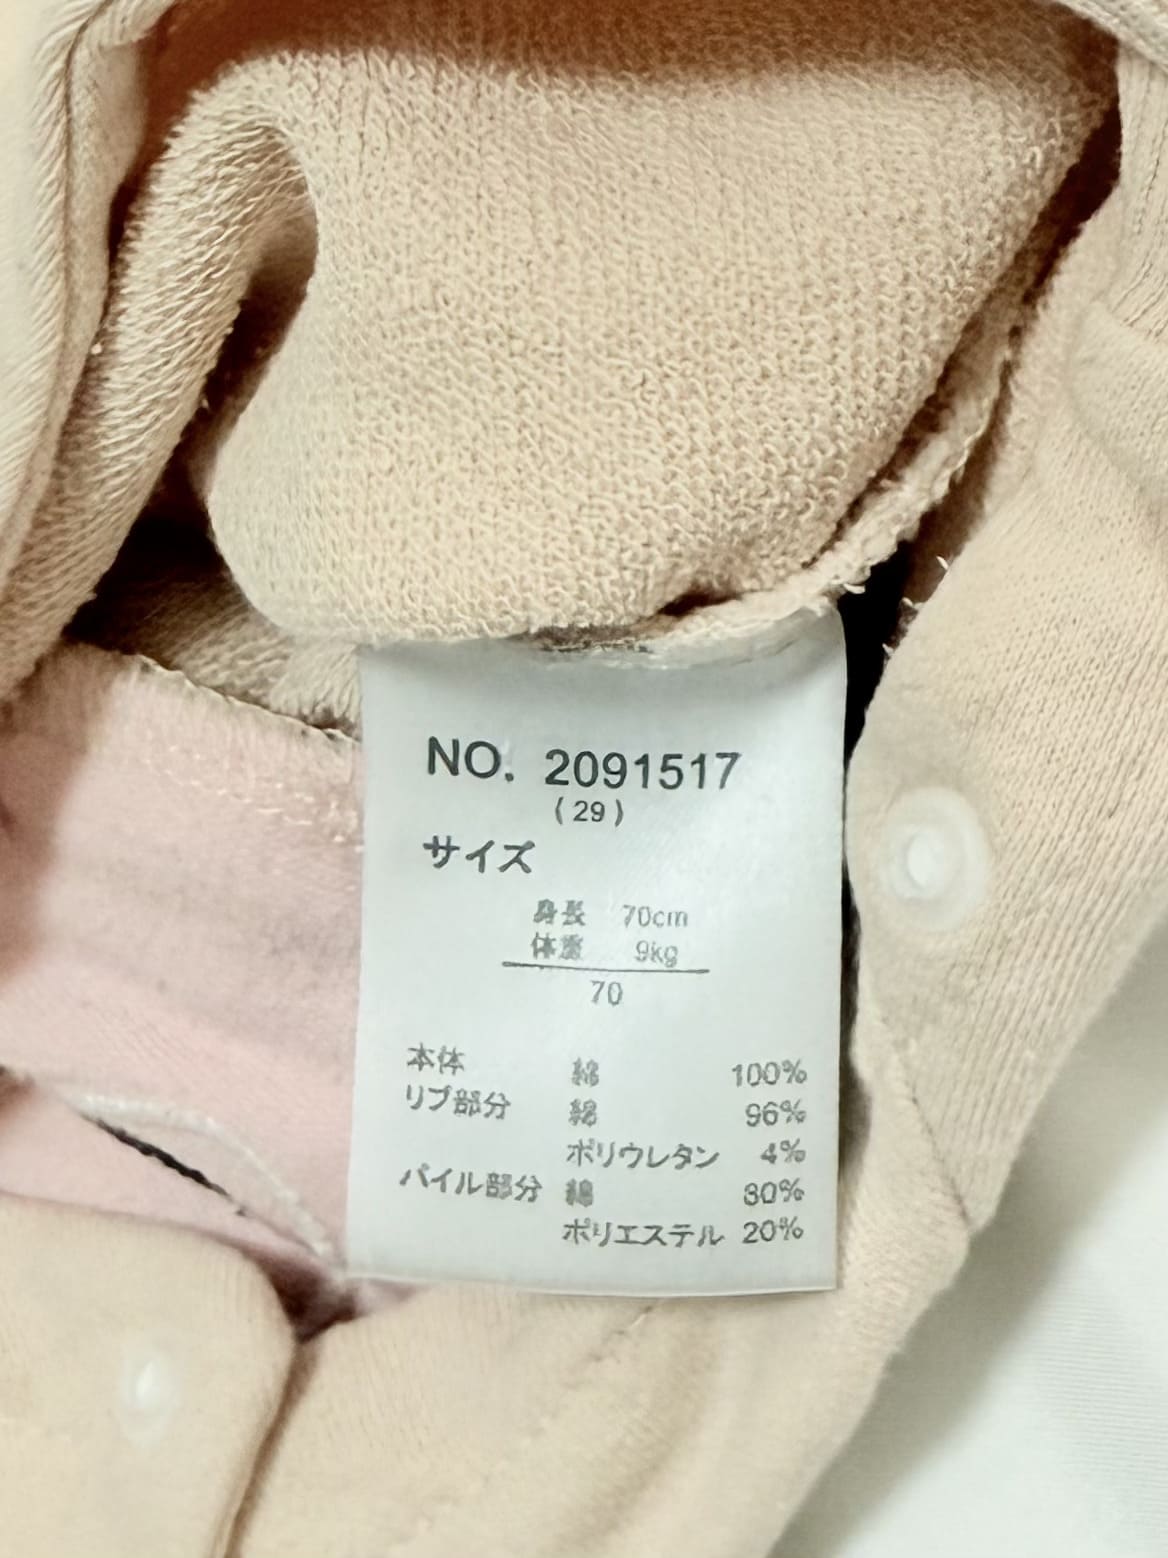 NO. 2091517
(29)
サイズ
身長 70cm
体重 9kg
70
本体 綿 100%
リブ部分 綿 96%
ポリウレタン 4%
パイル部分 綿 80%
ポリエステル 20%